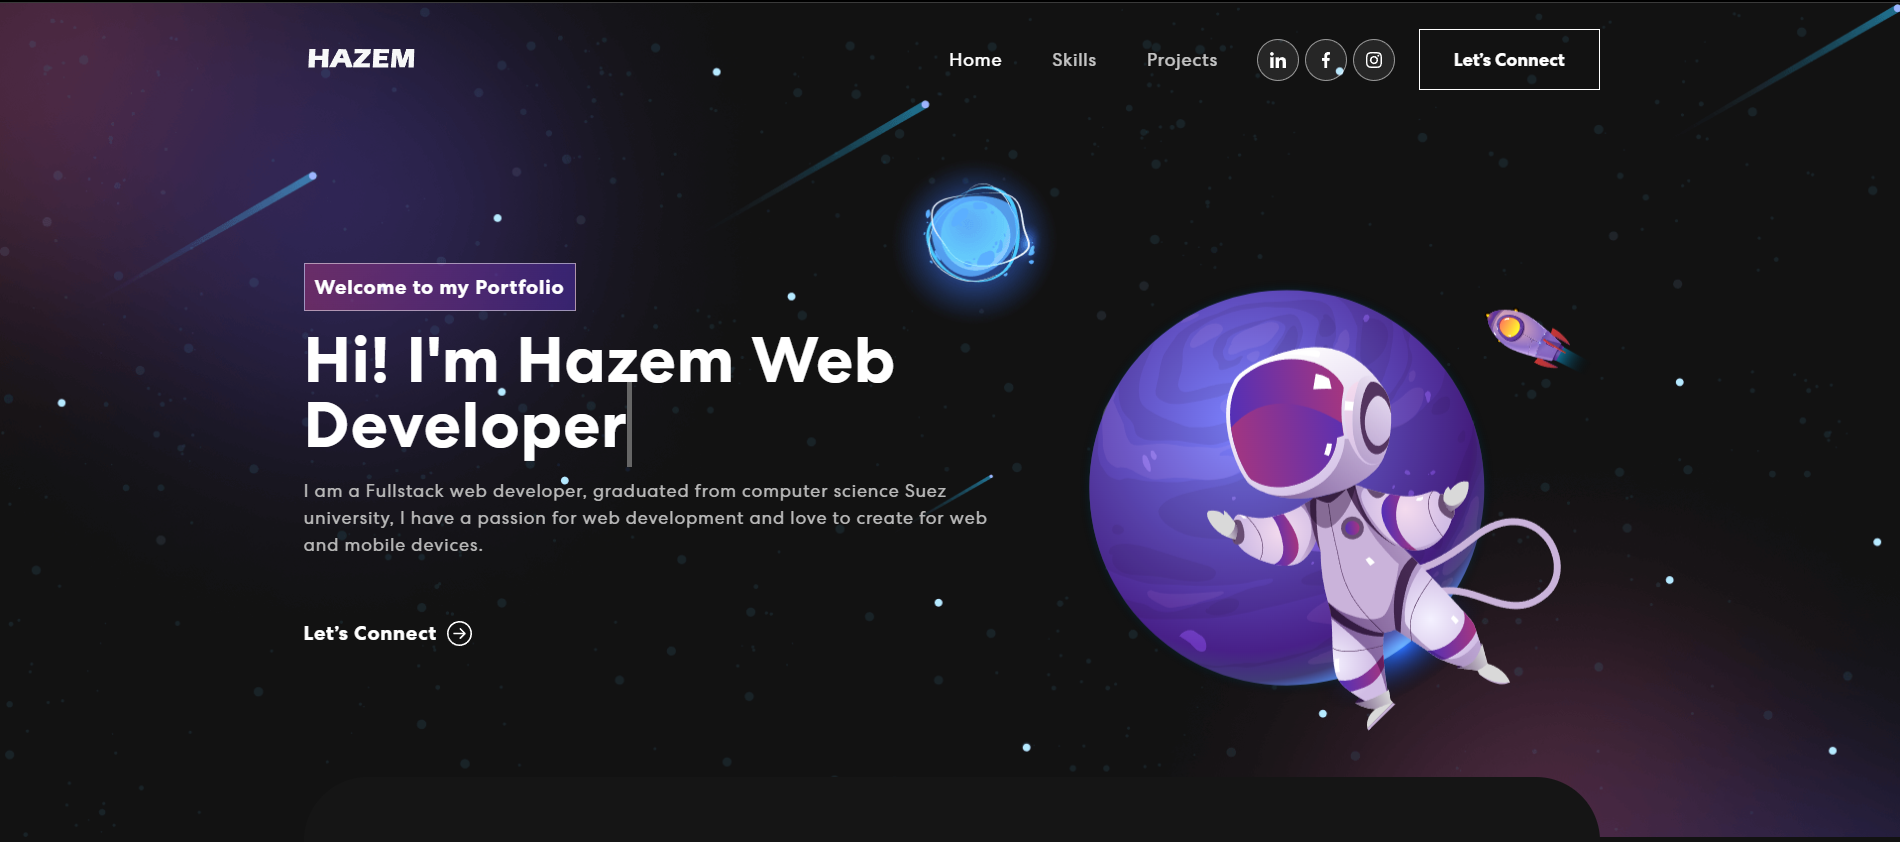 HAZEM
Home
Skills
Projects
in
f
Let's Connect
Welcome to my Portfolio
Hi! I'm Hazem Web
Developer
I am a Fullstack web developer, graduated from computer science Suez
university, I have a passion for web development and love to create for web
and mobile devices.
Let's Connect